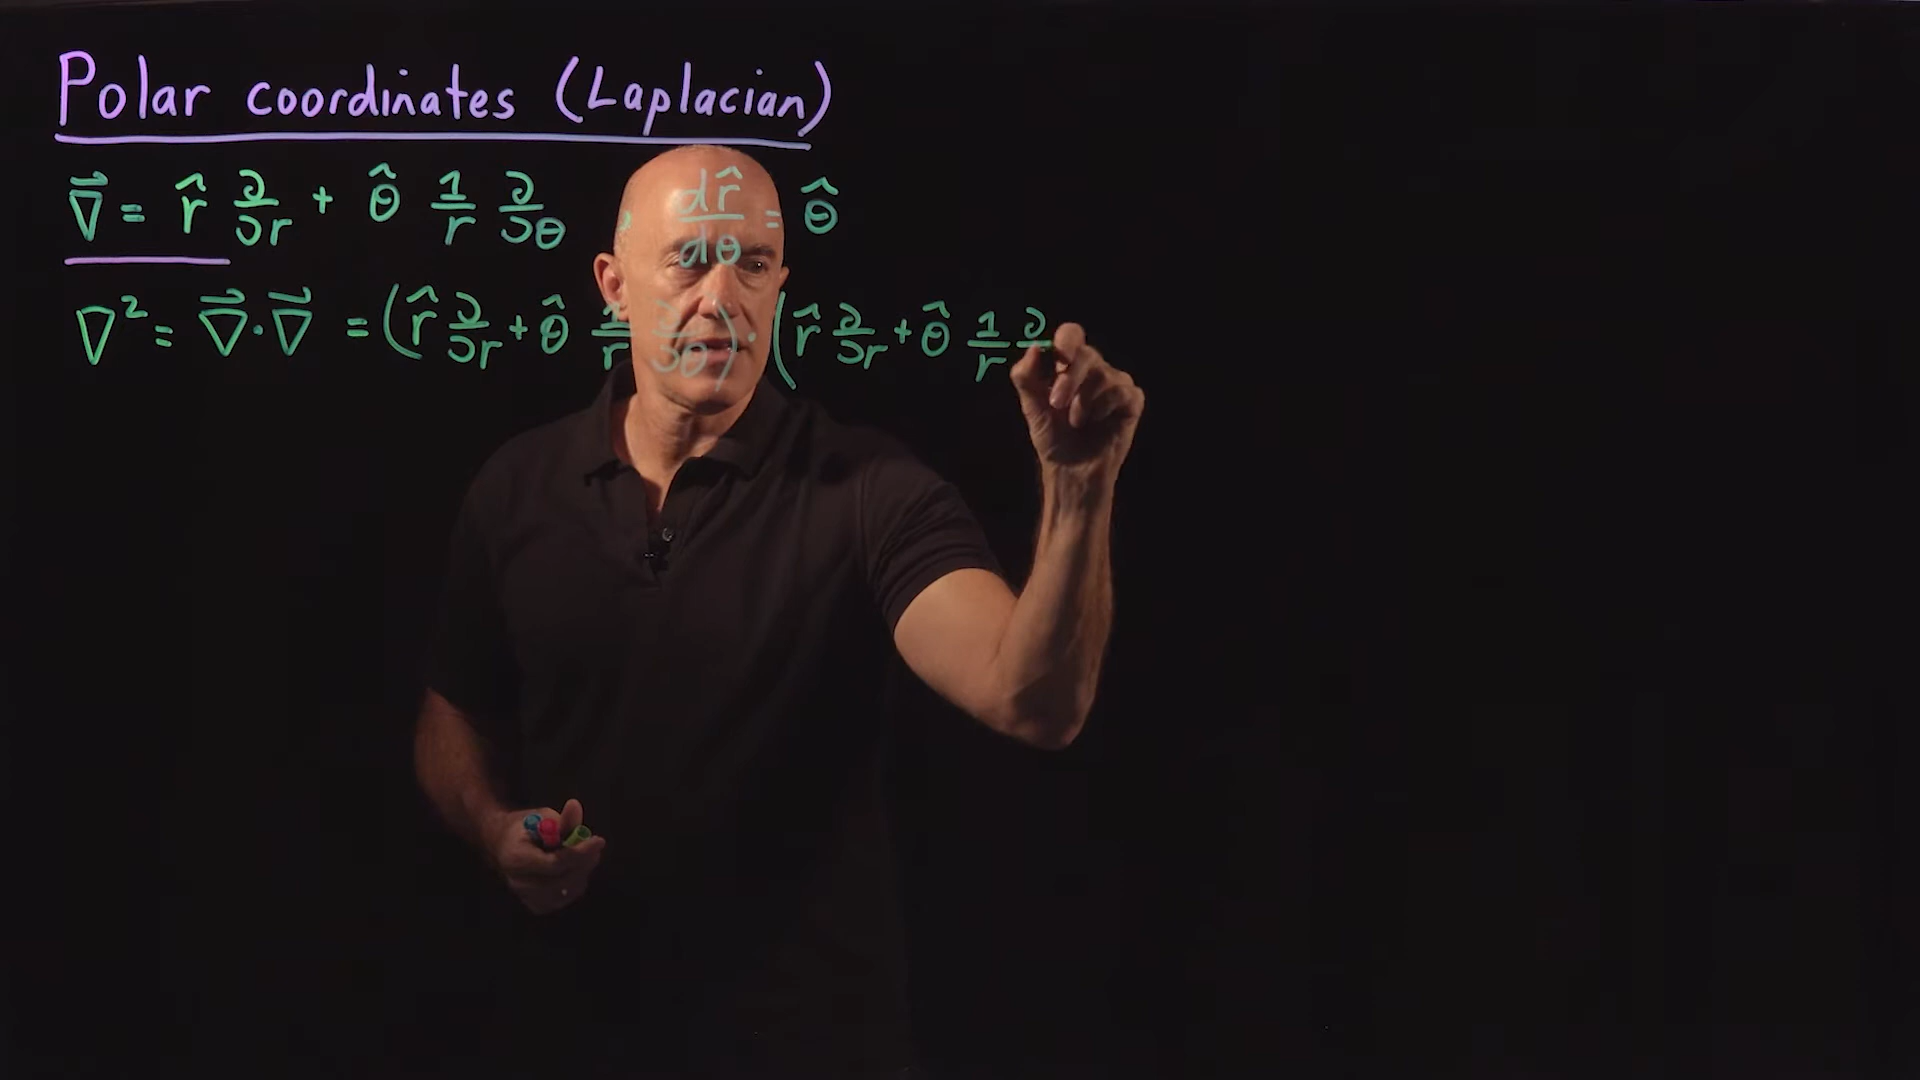 Polar coordinates (Laplacian)
∇⃗ = r̂ ∂/∂r + θ̂ 1/r ∂/∂θ , dr̂/dθ = θ̂
∇² = ∇⃗·∇⃗ = (r̂ ∂/∂r + θ̂ 1/r ∂/∂θ)·(r̂ ∂/∂r + θ̂ 1/r ∂